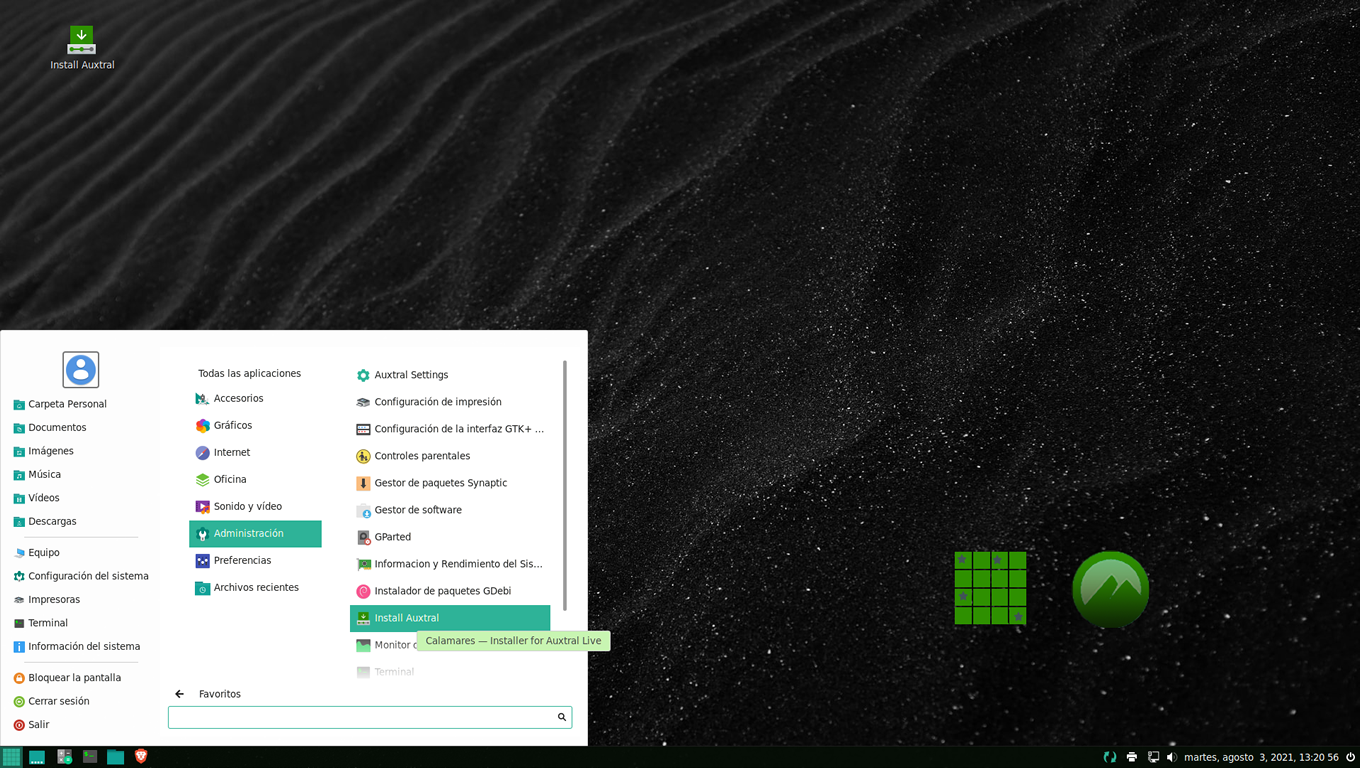 Install Auxtral
Carpeta Personal
Documentos
Imágenes
Música
Vídeos
Descargas
Equipo
Configuración del sistema
Impresoras
Terminal
Información del sistema
Bloquear la pantalla
Cerrar sesión
Salir
Todas las aplicaciones
Accesorios
Gráficos
Internet
Oficina
Sonido y vídeo
Administración
Preferencias
Archivos recientes
Auxtral Settings
Configuración de impresión
Configuración de la interfaz GTK+ ...
Controles parentales
Gestor de paquetes Synaptic
Gestor de software
GParted
Informacion y Rendimiento del Sis...
Instalador de paquetes GDebi
Install Auxtral
Calamares — Installer for Auxtral Live
Monitor
Terminal
Favoritos
martes, agosto 3, 2021, 13:20 56